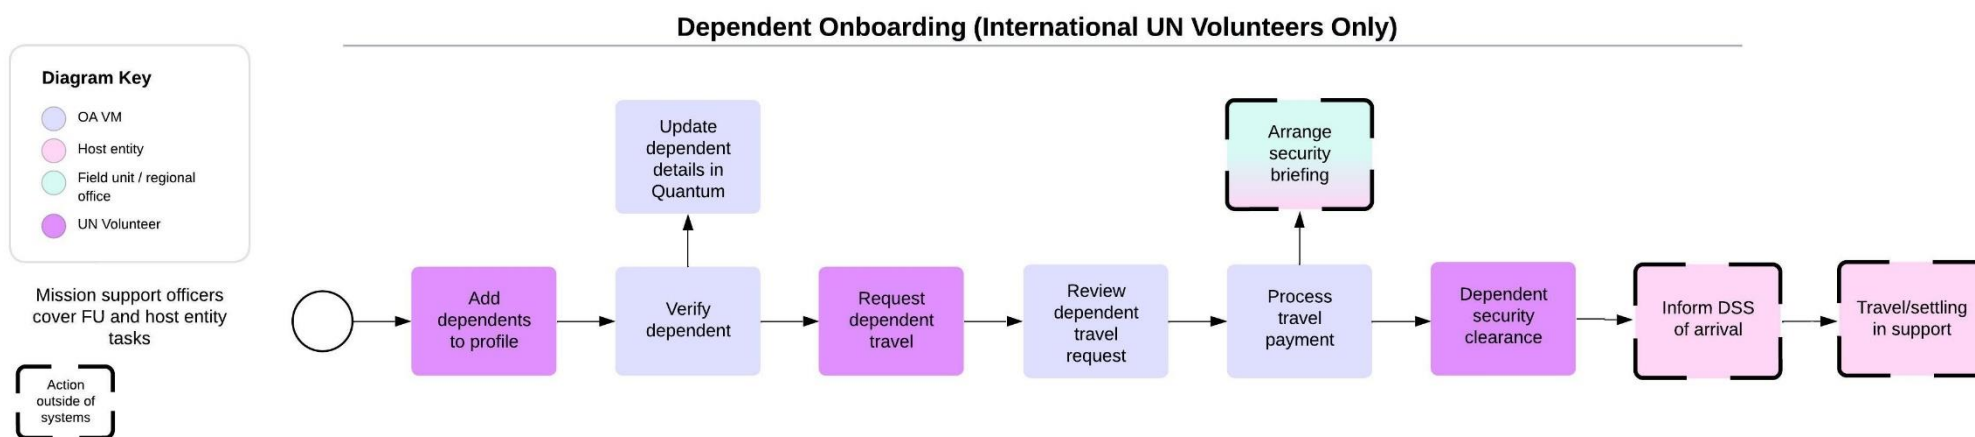 Dependent Onboarding (International UN Volunteers Only)
Diagram Key
OA VM
Host entity
Field unit / regional
office
UN Volunteer
Mission support officers
cover FU and host entity
tasks
Action
outside of
systems
Add
dependents
to profile
Update
dependent
details in
Quantum
Verify
dependent
Request
dependent
travel
Review
dependent
travel
request
Arrange
security
briefing
Process
travel
payment
Dependent
security
clearance
Inform DSS
of arrival
Travel/settling
in support